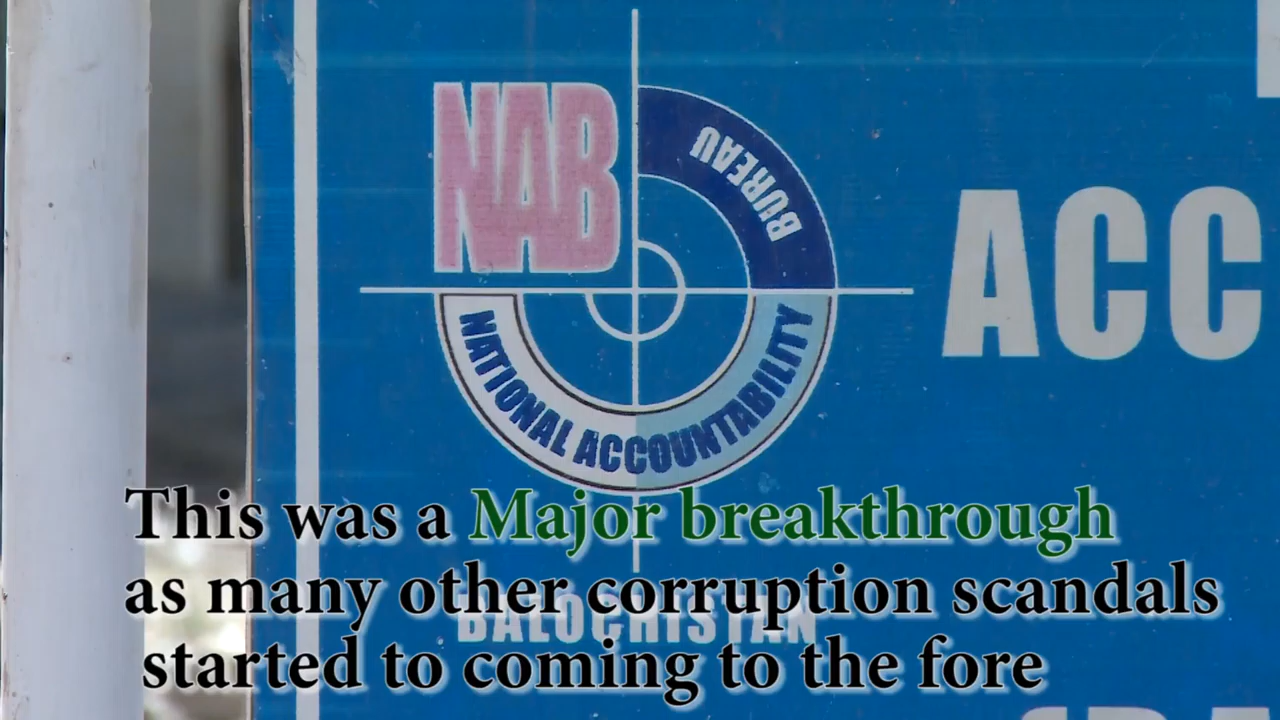 NAB
BUREAU
NATIONAL ACCOUNTABILITY
ACC
This was a Major breakthrough
as many other corruption scandals
BALOCHISTAN
started to coming to the fore